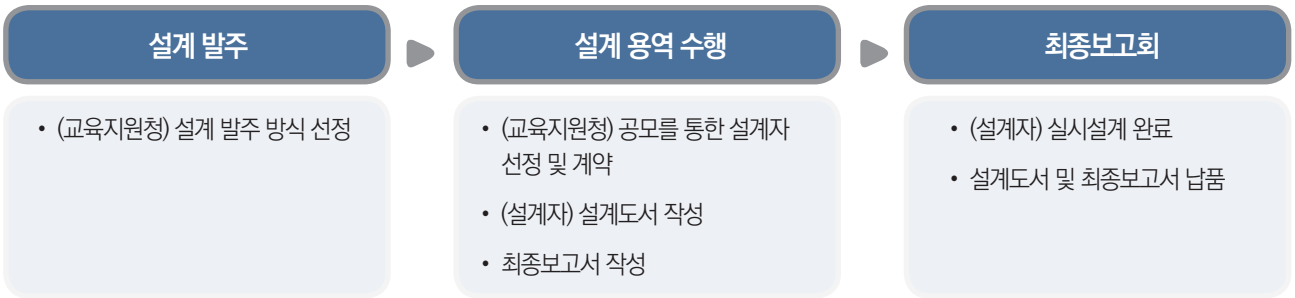 설계 발주
• (교육지원청) 설계 발주 방식 선정
설계 용역 수행
• (교육지원청) 공모를 통한 설계자
선정 및 계약
• (설계자) 설계도서 작성
• 최종보고서 작성
최종보고회
• (설계자) 실시설계 완료
• 설계도서 및 최종보고서 납품